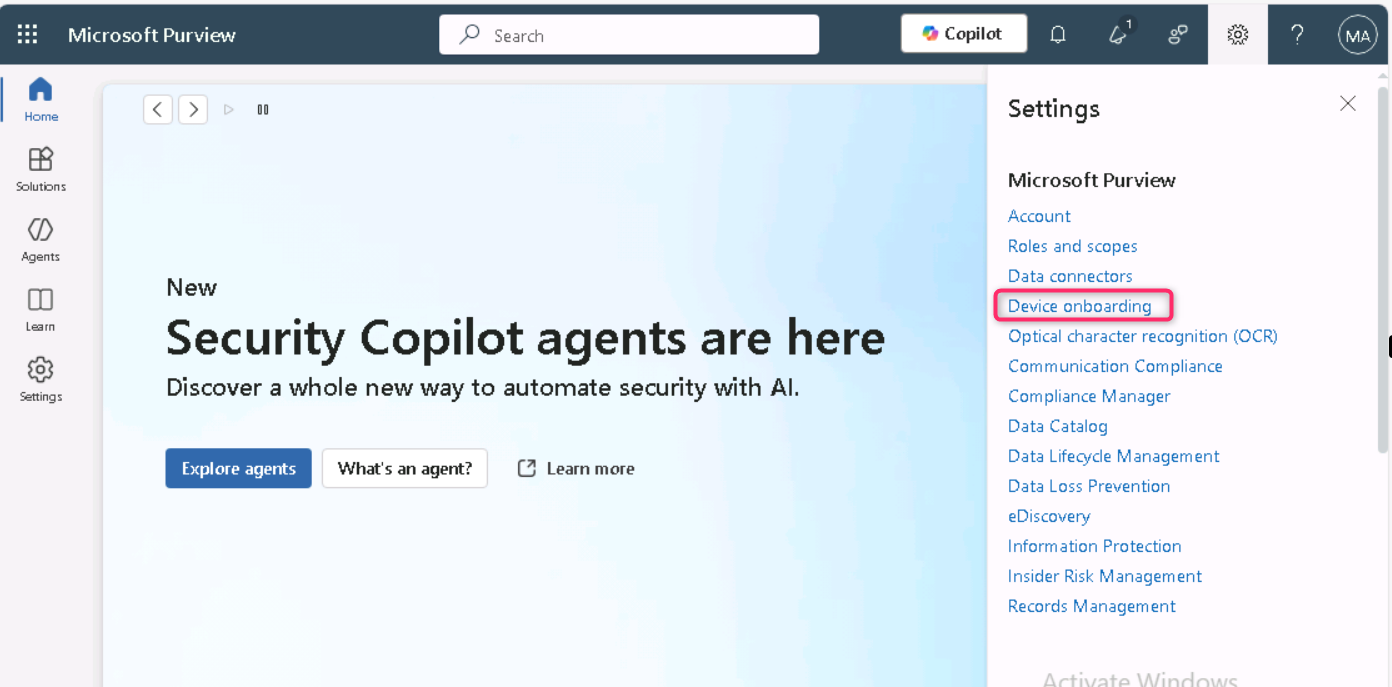 Microsoft Purview
Search
Copilot
1
?
MA
Home
Solutions
Agents
Learn
Settings
New
Security Copilot agents are here
Discover a whole new way to automate security with AI.
Explore agents
What's an agent?
Learn more
Settings
Microsoft Purview
Account
Roles and scopes
Data connectors
Device onboarding
Optical character recognition (OCR)
Communication Compliance
Compliance Manager
Data Catalog
Data Lifecycle Management
Data Loss Prevention
eDiscovery
Information Protection
Insider Risk Management
Records Management
Activate Windows